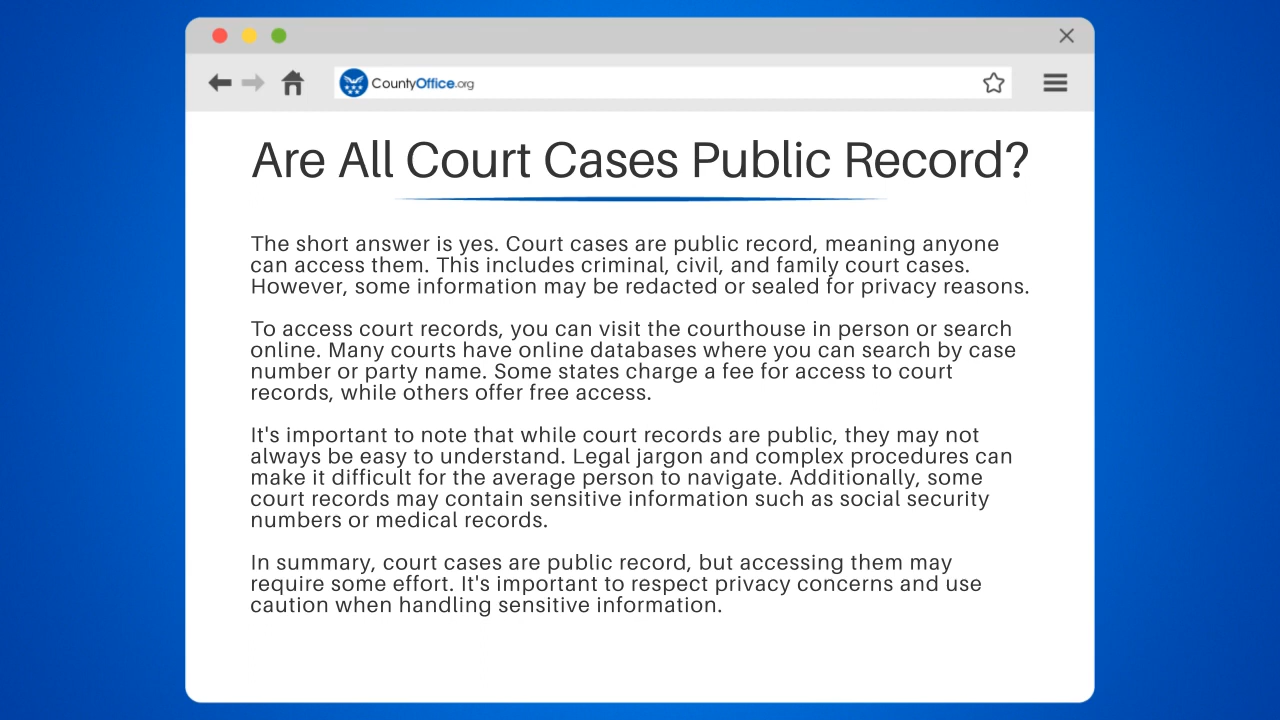 CountyOffice.org
Are All Court Cases Public Record?
The short answer is yes. Court cases are public record, meaning anyone
can access them. This includes criminal, civil, and family court cases.
However, some information may be redacted or sealed for privacy reasons.
To access court records, you can visit the courthouse in person or search
online. Many courts have online databases where you can search by case
number or party name. Some states charge a fee for access to court
records, while others offer free access.
It's important to note that while court records are public, they may not
always be easy to understand. Legal jargon and complex procedures can
make it difficult for the average person to navigate. Additionally, some
court records may contain sensitive information such as social security
numbers or medical records.
In summary, court cases are public record, but accessing them may
require some effort. It's important to respect privacy concerns and use
caution when handling sensitive information.